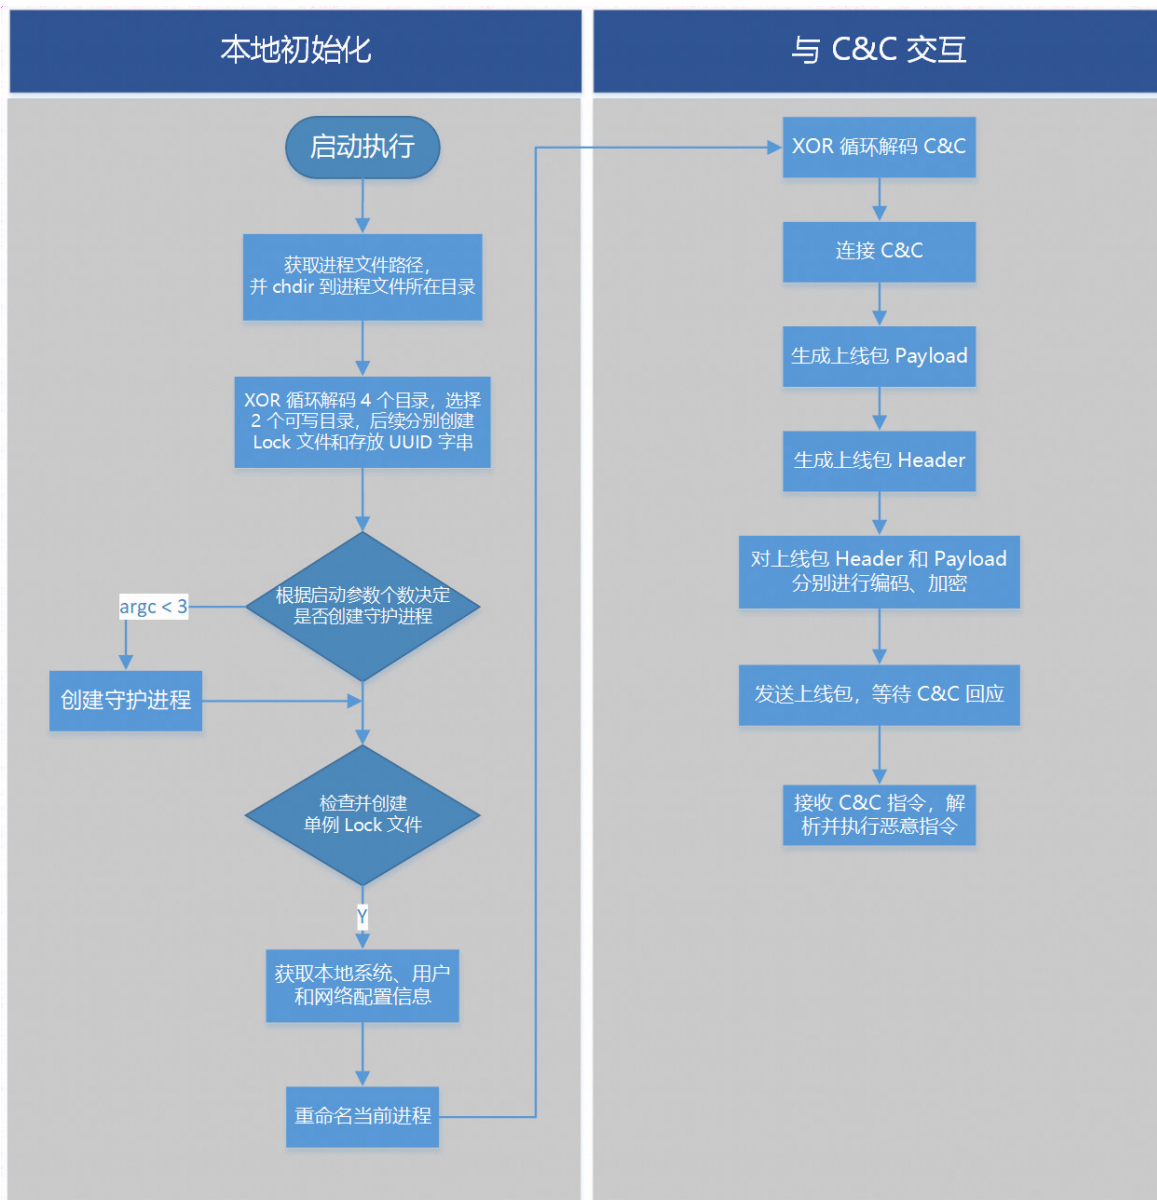 本地初始化
启动执行
获取进程文件路径，
并 chdir 到进程文件所在目录
XOR 循环解码 4 个目录，选择
2 个可写目录，后续分别创建
Lock 文件和存放 UUID 字串
根据启动参数个数决定
是否创建守护进程
argc < 3
创建守护进程
检查并创建
单例 Lock 文件
Y
获取本地系统、用户
和网络配置信息
重命名当前进程
与 C&C 交互
XOR 循环解码 C&C
连接 C&C
生成上线包 Payload
生成上线包 Header
对上线包 Header 和 Payload
分别进行编码、加密
发送上线包，等待 C&C 回应
接收 C&C 指令，解
析并执行恶意指令